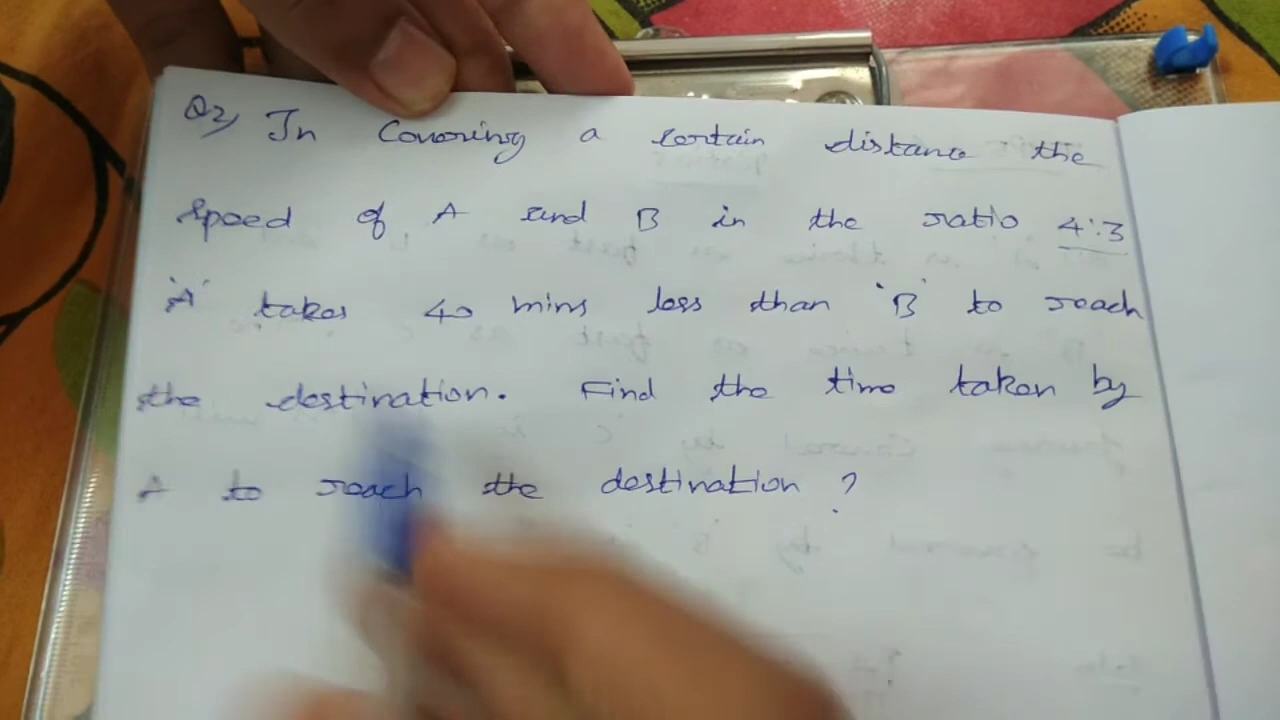 Q2, In Covering a certain distance the
speed of A and B in the ratio 4:3
'A' takes 40 mins less than 'B' to reach
the destination. Find the time taken by
A to reach the destination ?